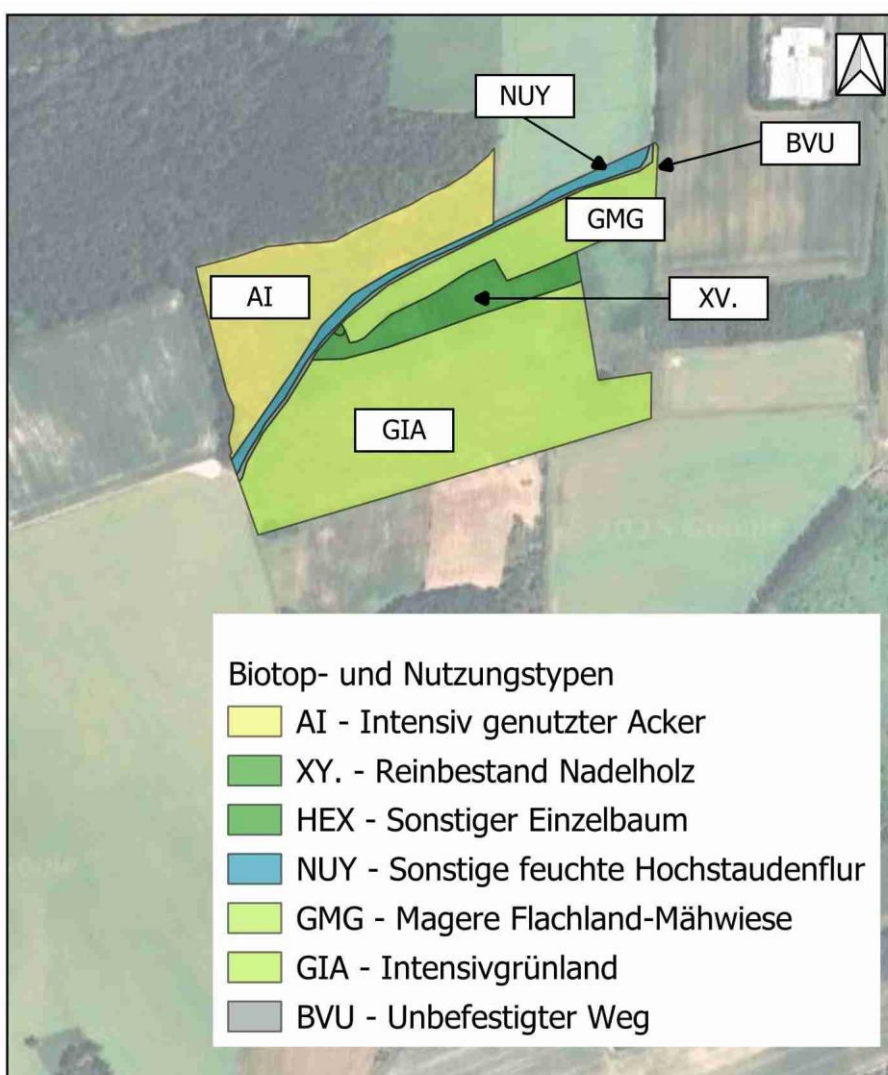 NUY
BVU
GMG
AI
XV.
GIA
Biotop- und Nutzungstypen
AI - Intensiv genutzter Acker
XY. - Reinbestand Nadelholz
HEX - Sonstiger Einzelbaum
NUY - Sonstige feuchte Hochstaudenflur
GMG - Magere Flachland-Mähwiese
GIA - Intensivgrünland
BVU - Unbefestigter Weg